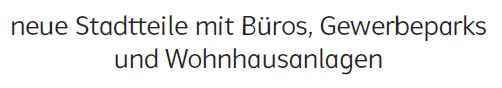 neue Stadtteile mit Büros, Gewerbeparks
und Wohnhausanlagen